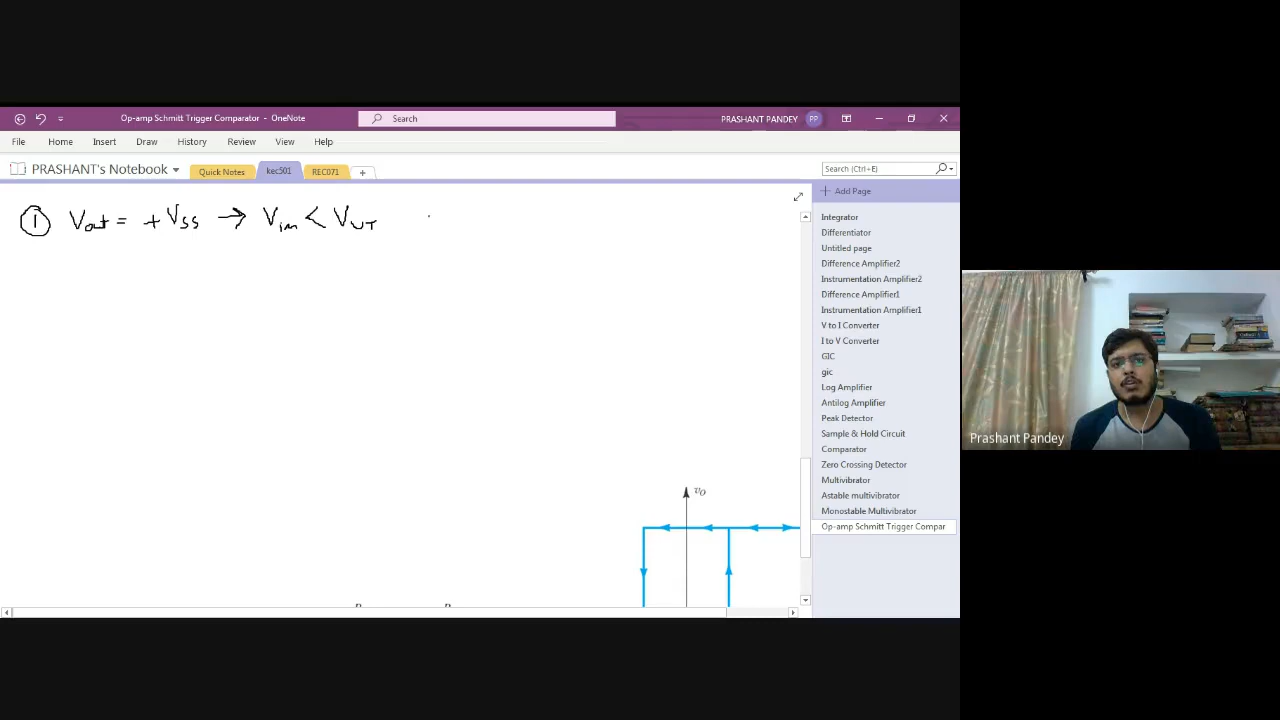 Op-amp Schmitt Trigger Comparator - OneNote
Search
PRASHANT PANDEY PP
File Home Insert Draw History Review View Help
PRASHANT's Notebook
Quick Notes
kec501
REC071
Search (Ctrl+E)
Add Page
① Vout = +VSS → Vin < VUT
Integrator
Differentiator
Untitled page
Difference Amplifier2
Instrumentation Amplifier2
Difference Amplifier1
Instrumentation Amplifier1
V to I Converter
I to V Converter
GIC
gic
Log Amplifier
Antilog Amplifier
Peak Detector
Sample & Hold Circuit
Comparator
Zero Crossing Detector
Multivibrator
Astable multivibrator
Monostable Multivibrator
Op-amp Schmitt Trigger Compar
vO
Prashant Pandey